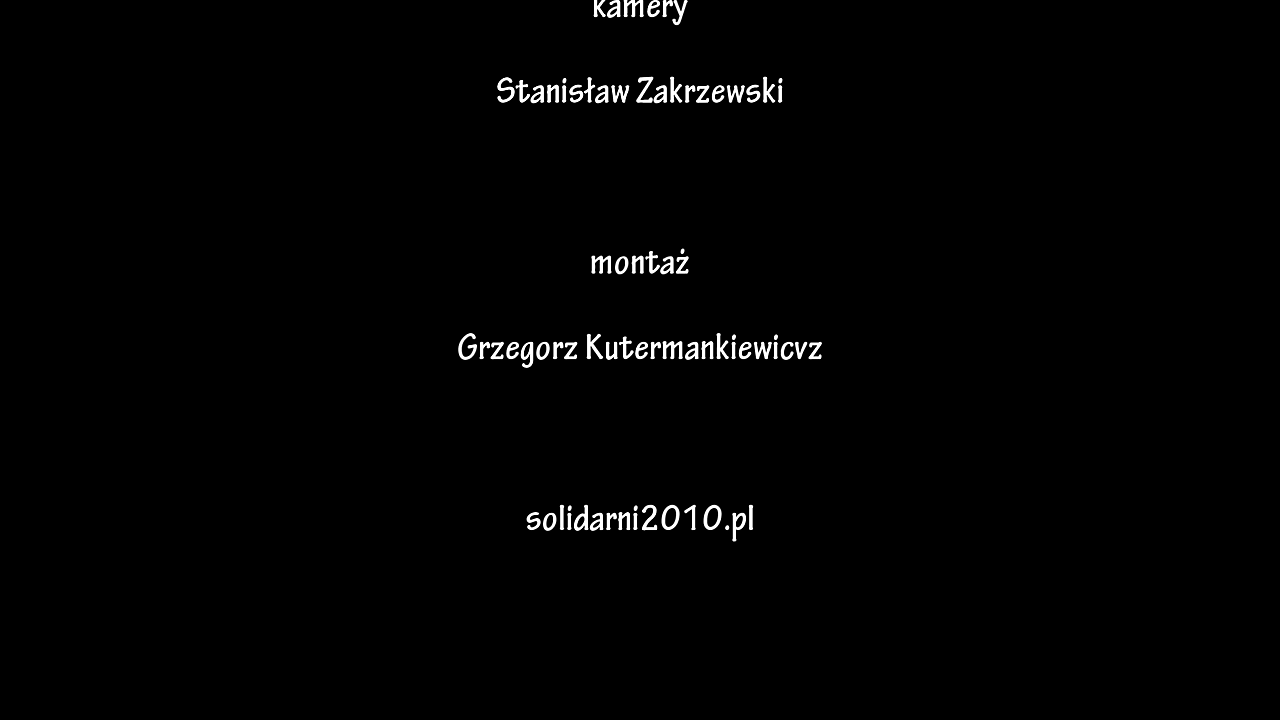 kamery
Stanisław Zakrzewski
montaż
Grzegorz Kutermankiewicvz
solidarni2010.pl